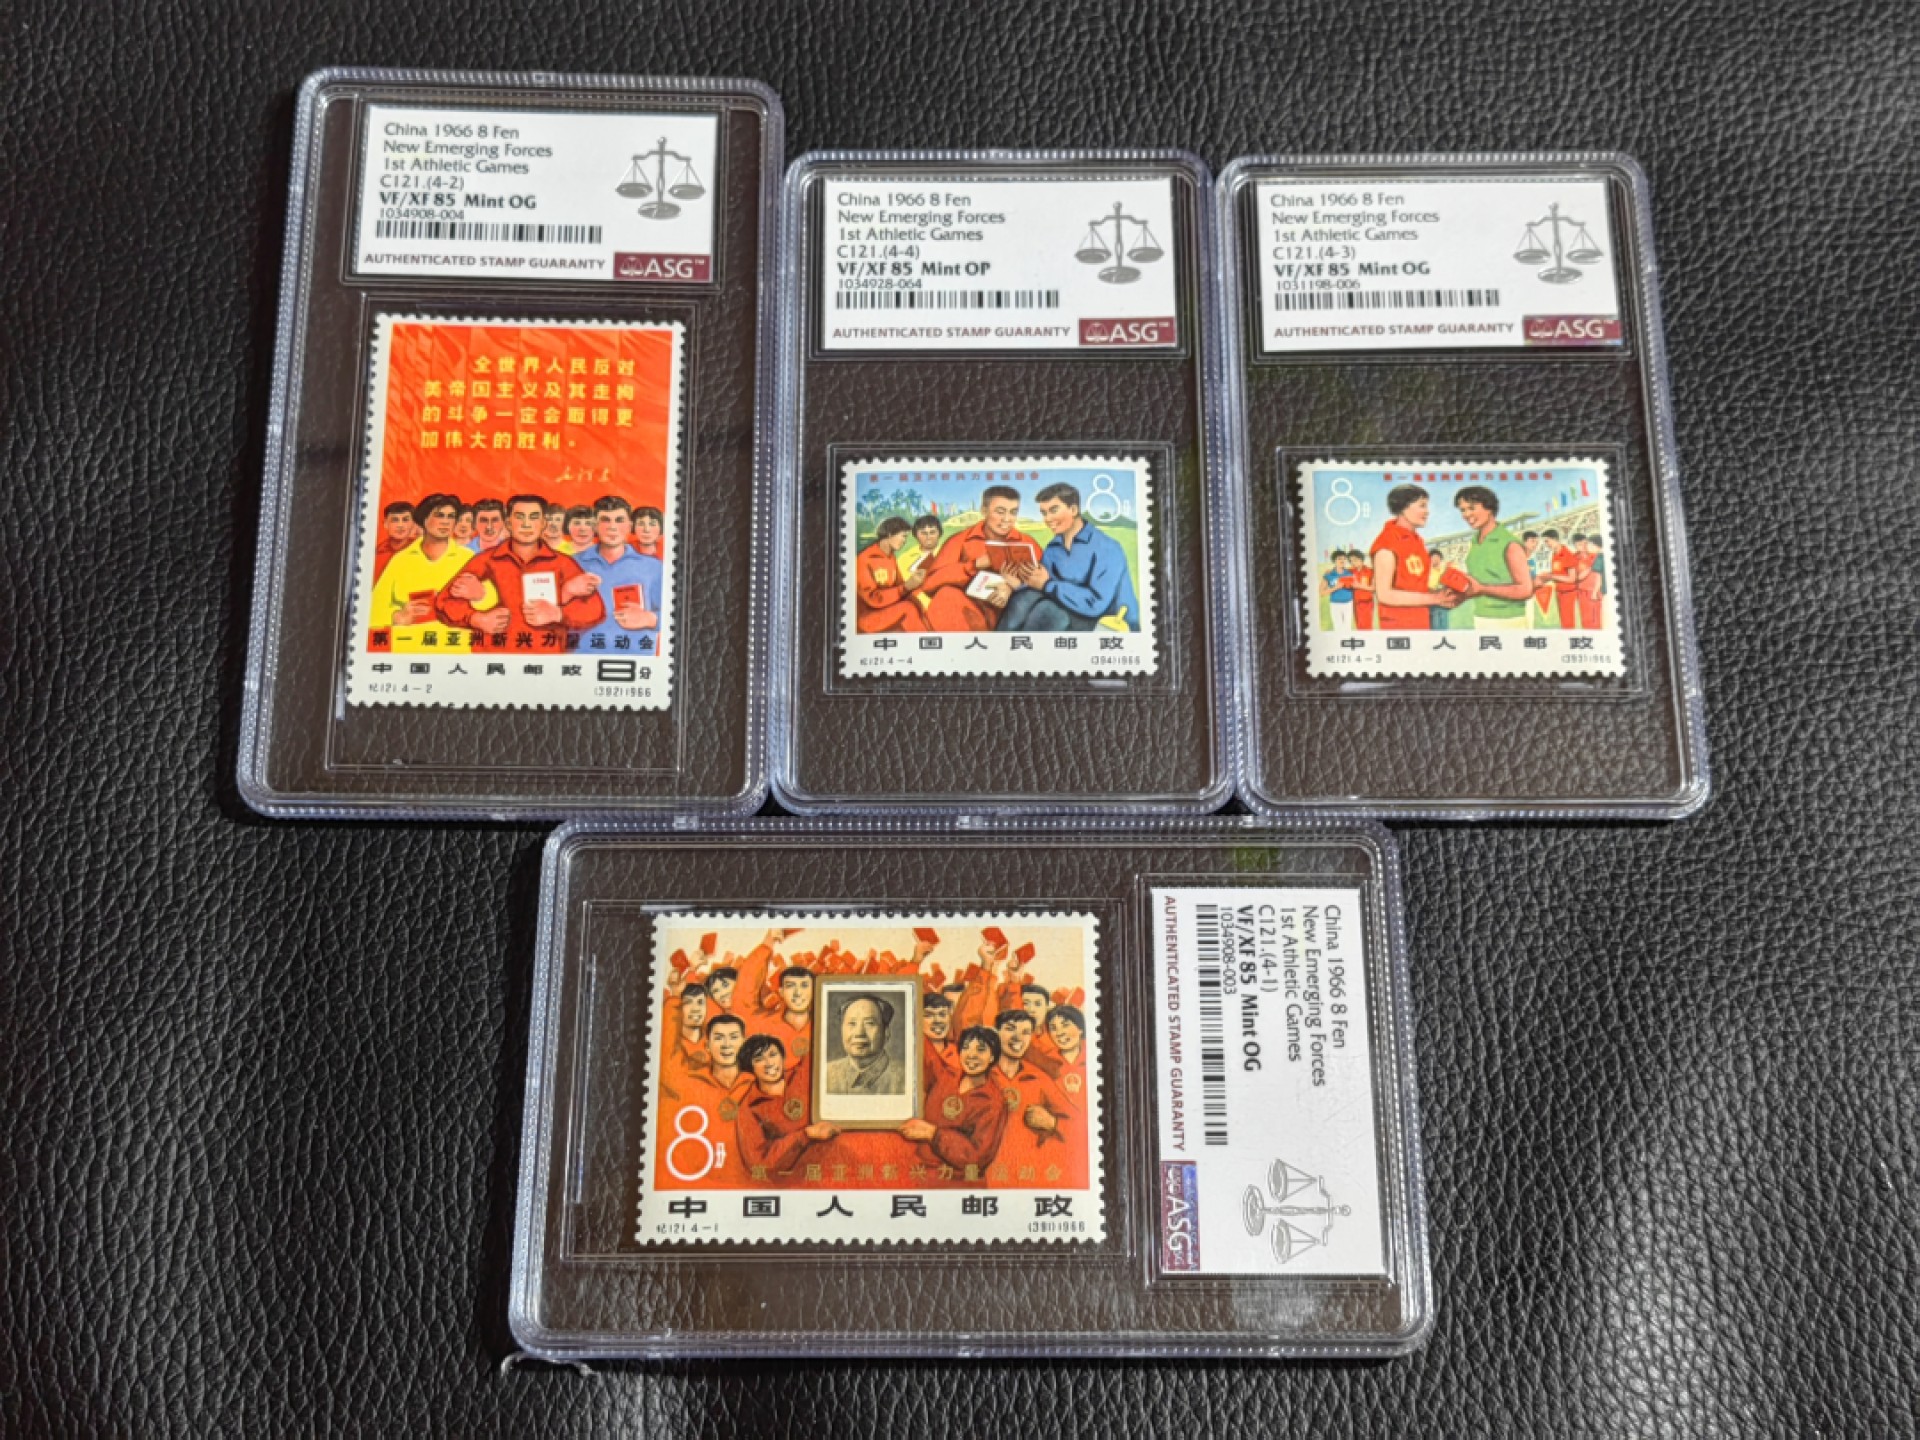 China 1966 8 Fen
New Emerging Forces
1st Athletic Games
C121.(4-2)
VF/XF 85 Mint OG
1034908-004
AUTHENTICATED STAMP GUARANTY
ASG™
全世界人民反对
美帝国主义及其走狗
的斗争一定会取得更
加伟大的胜利。
毛泽东
第一届亚洲新兴力量运动会
中国人民邮政 8分
纪121.4-2 (392)1966
China 1966 8 Fen
New Emerging Forces
1st Athletic Games
C121.(4-4)
VF/XF 85 Mint OP
1034928-064
AUTHENTICATED STAMP GUARANTY
ASG™
第一届亚洲新兴力量运动会
8分
中国人民邮政
纪121.4-4 (394)1966
China 1966 8 Fen
New Emerging Forces
1st Athletic Games
C121.(4-3)
VF/XF 85 Mint OG
1031198-006
AUTHENTICATED STAMP GUARANTY
ASG™
第一届亚洲新兴力量运动会
8分
中国人民邮政
纪121.4-3 (393)1966
8分
第一届亚洲新兴力量运动会
中国人民邮政
纪121.4-1 (391)1966
China 1966 8 Fen
New Emerging Forces
1st Athletic Games
C121.(4-1)
VF/XF 85 Mint OG
1034908-003
AUTHENTICATED STAMP GUARANTY
ASG